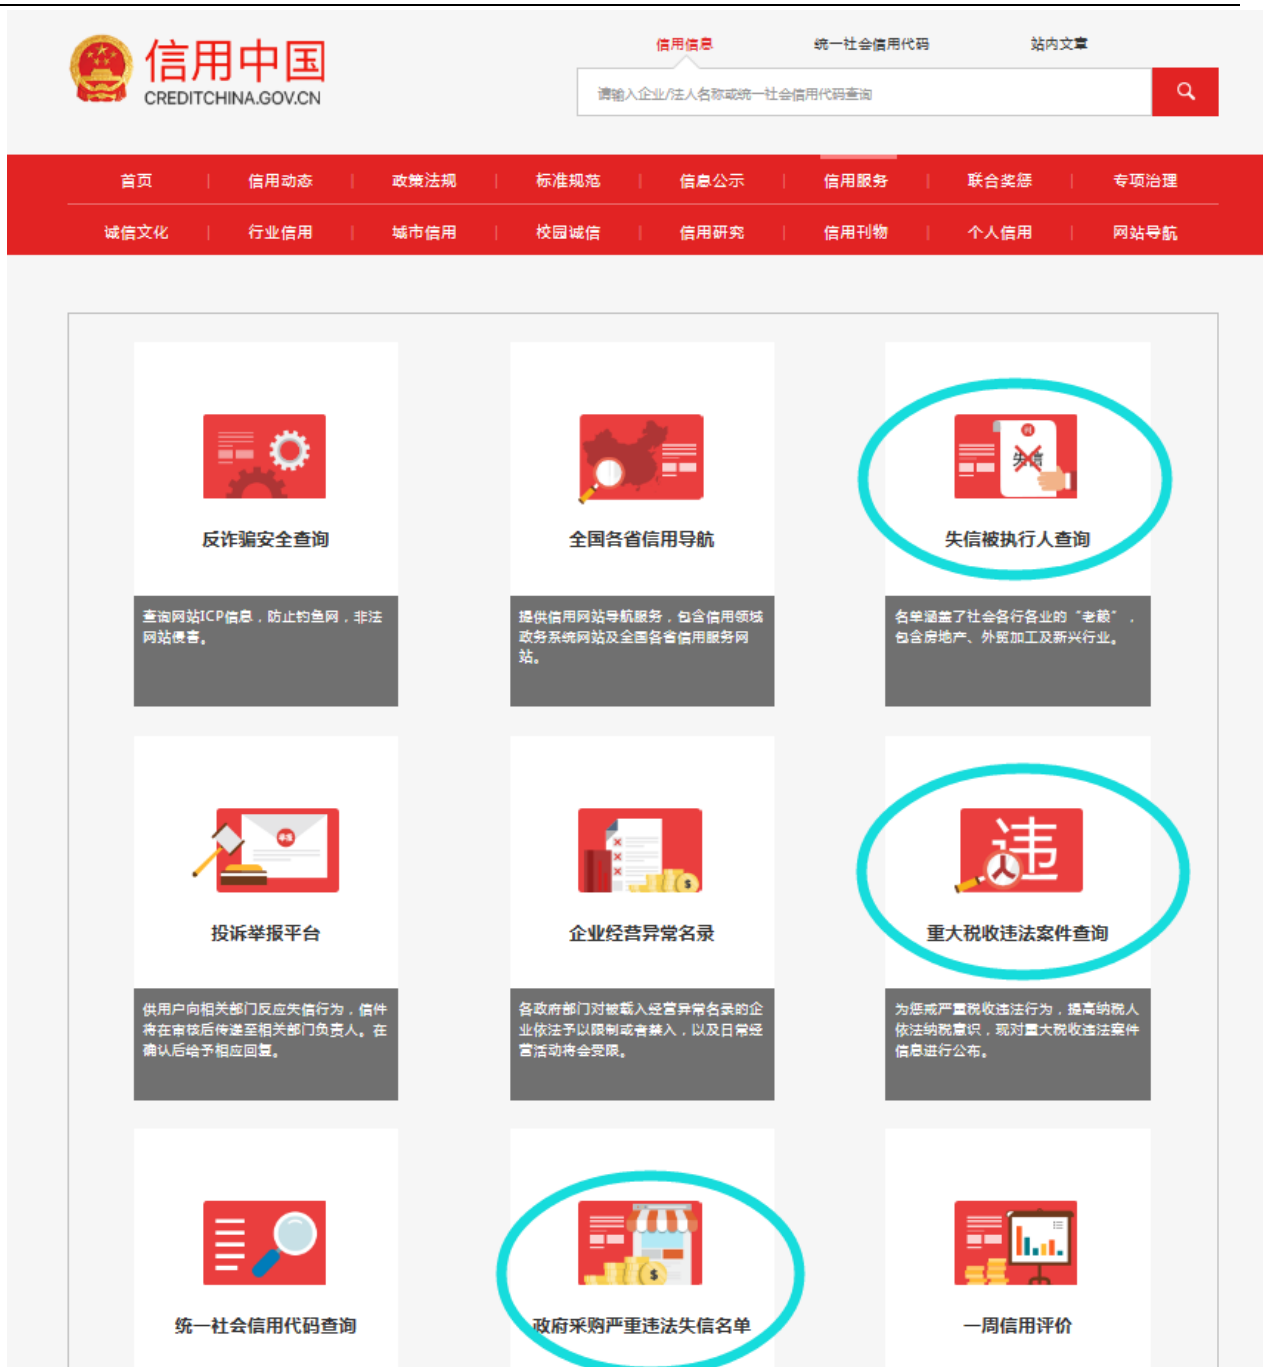 信用中国
CREDITCHINA.GOV.CN
信用信息 统一社会信用代码 站内文章
请输入企业/法人名称或统一社会信用代码查询
首页 | 信用动态 | 政策法规 | 标准规范 | 信息公示 | 信用服务 | 联合奖惩 | 专项治理
诚信文化 | 行业信用 | 城市信用 | 校园诚信 | 信用研究 | 信用刊物 | 个人信用 | 网站导航
失信
反诈骗安全查询
查询网站ICP信息，防止钓鱼网，非法
网站侵害。
全国各省信用导航
提供信用网站导航服务，包含信用领域
政务系统网站及全国各省信用服务网
站。
失信被执行人查询
名单涵盖了社会各行各业的“老赖”，
包含房地产、外贸加工及新兴行业。
举报
投诉举报平台
供用户向相关部门反应失信行为，信件
将在审核后传递至相关部门负责人。在
确认后给予相应回复。
企业经营异常名录
各政府部门对被载入经营异常名录的企
业依法予以限制或者禁入，以及日常经
营活动将会受限。
违
重大税收违法案件查询
为惩戒严重税收违法行为，提高纳税人
依法纳税意识，现对重大税收违法案件
信息进行公布。
统一社会信用代码查询
政府采购严重违法失信名单
一周信用评价